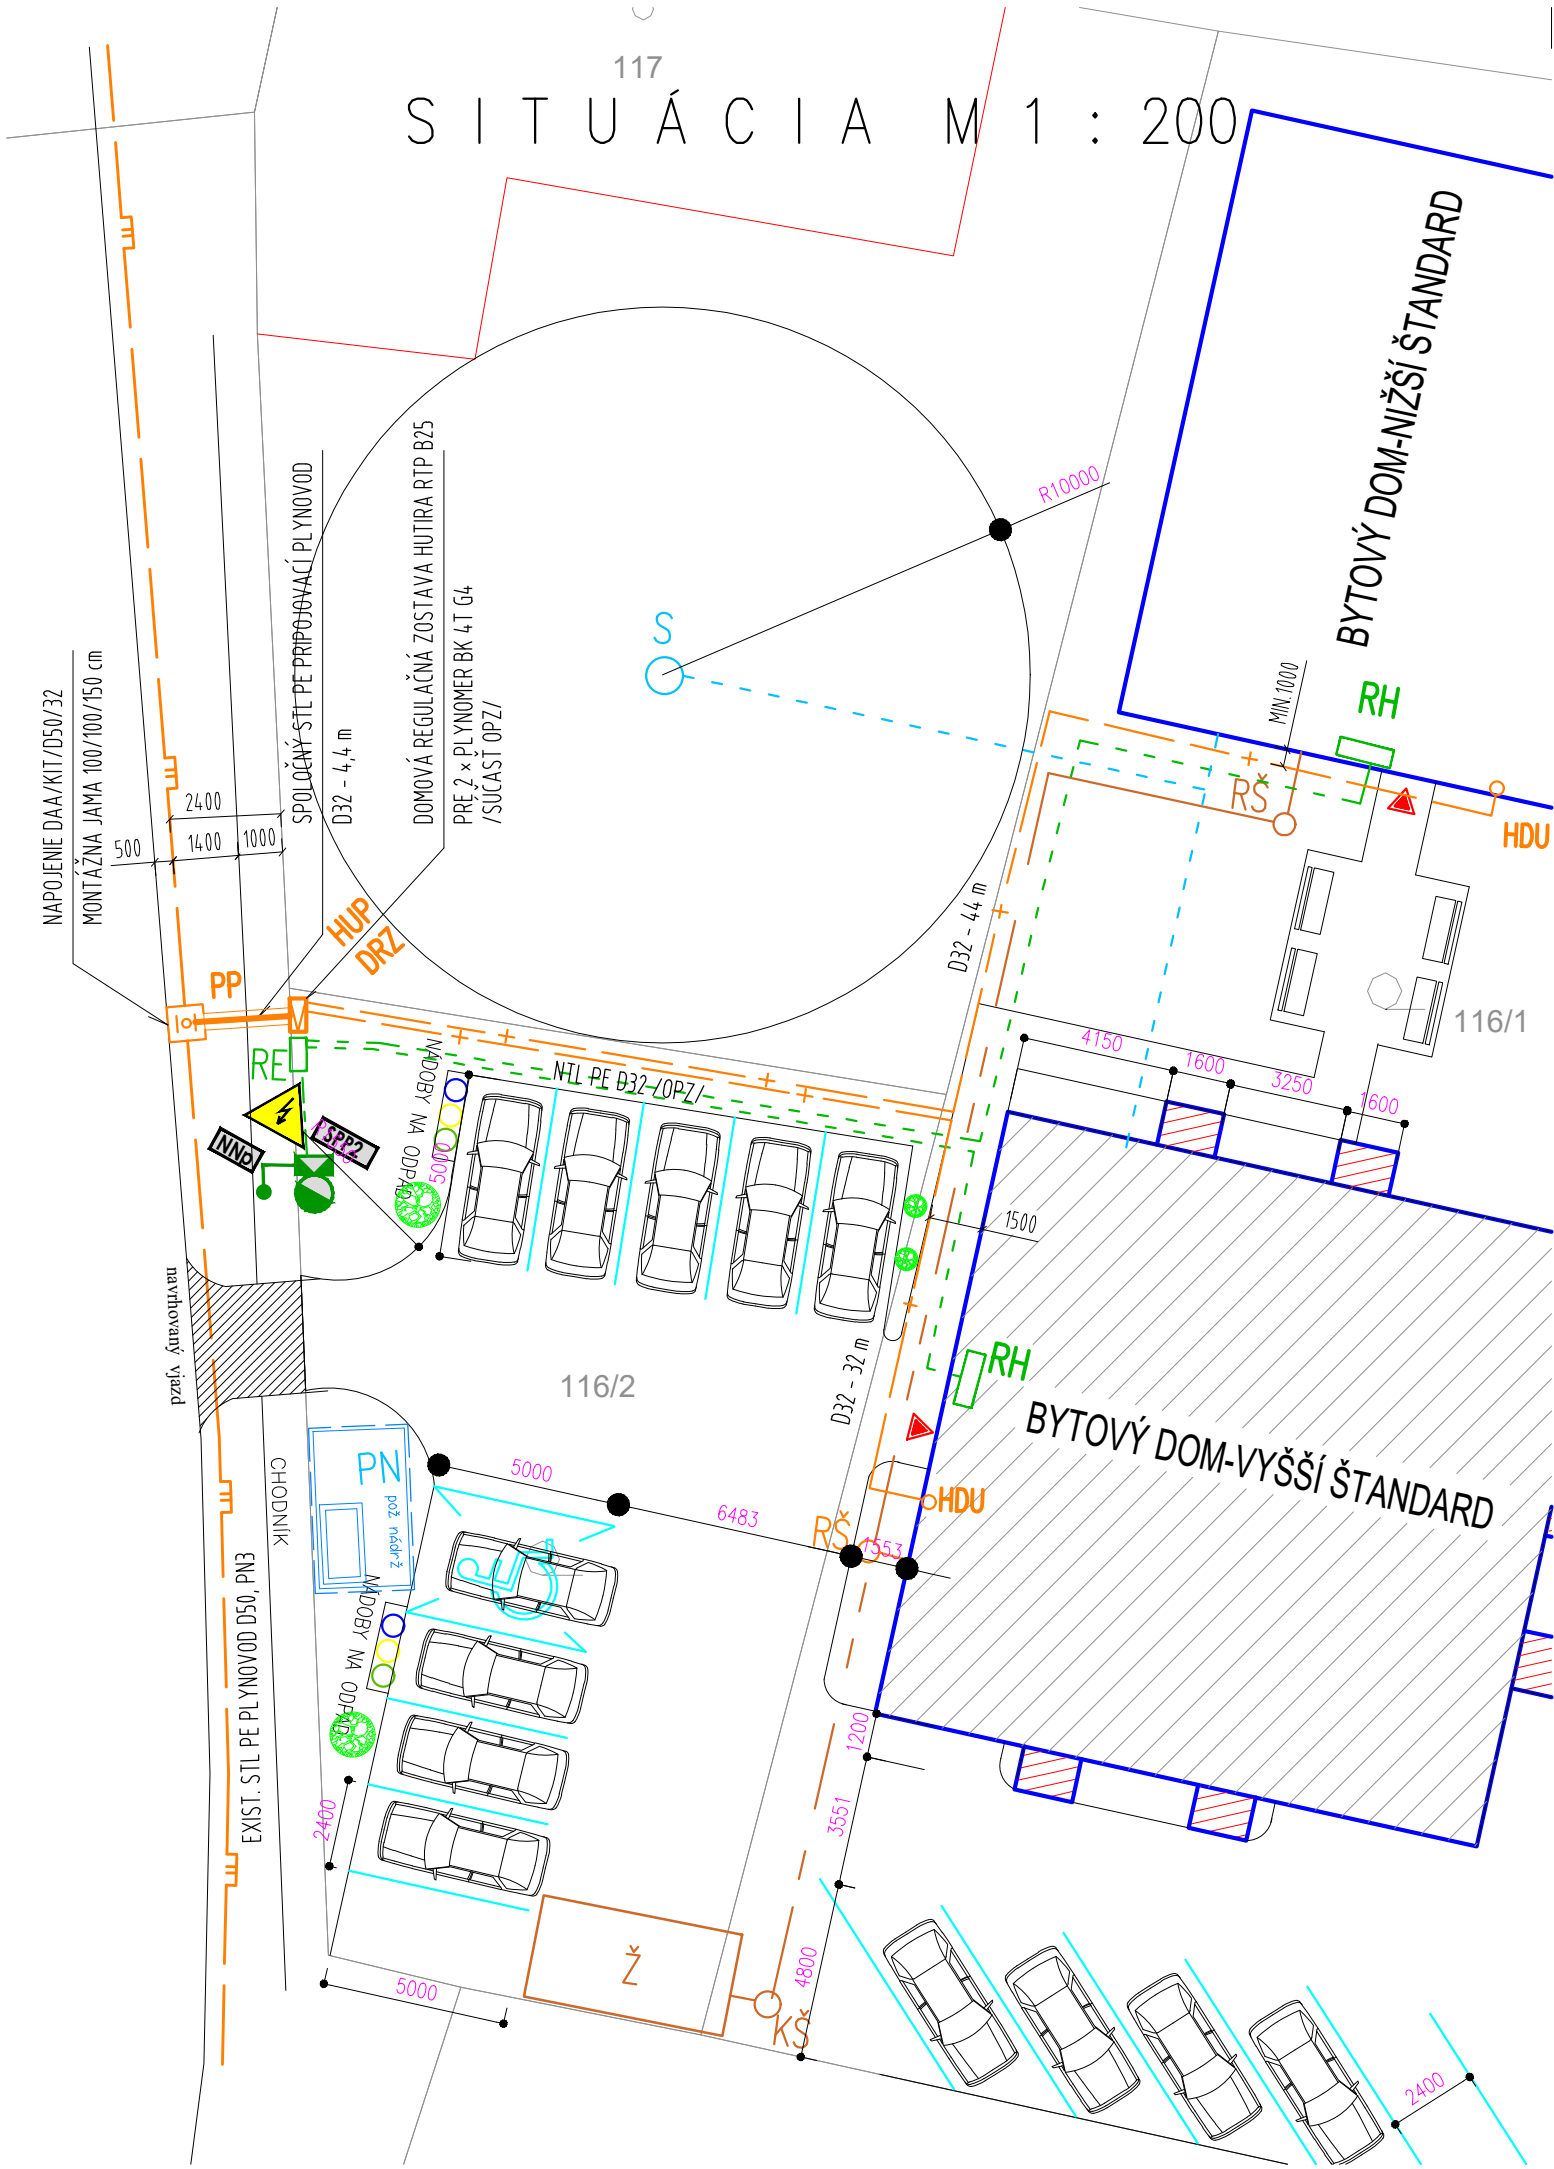 117
SITUÁCIA M 1 : 200
BYTOVÝ DOM-NIŽŠÍ ŠTANDARD
R10000
S
SPOLOČNÝ STL PE PRIPOJOVACÍ PLYNOVOD
D32 - 4,4 m
DOMOVÁ REGULAČNÁ ZOSTAVA HUTIRA RTP B25
PRE 2 x PLYNOMER BK 4T G4
/SÚČASŤ OPZ/
NAPOJENIE DAA/KIT/D50/32
MONTÁŽNA JAMA 100/100/150 cm
2400
500
1400
1000
MIN.1000
RH
RŠ
HDU
HUP
DRZ
PP
D32 - 44 m
116/1
4150
1600
3250
1600
RE
NÁDOBY NA ODPAD
NTL PE D32 /OPZ/
NNp
SPP2
5000
1500
navrhovaný vjazd
116/2
D32 - 32 m
RH
BYTOVÝ DOM-VYŠŠÍ ŠTANDARD
CHODNÍK
PN
pož nádrž
5000
6483
RŠ
1553
HDU
EXIST. STL PE PLYNOVOD D50, PN3
NÁDOBY NA ODPAD
2400
1200
3551
4800
Ž
KŠ
5000
2400